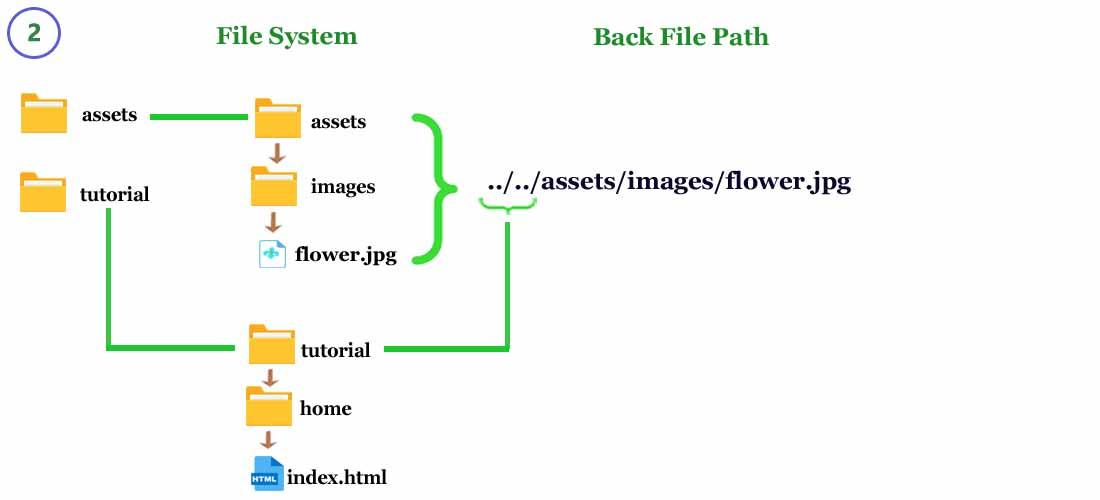 2
File System
Back File Path
assets
assets
images
flower.jpg
../../assets/images/flower.jpg
tutorial
tutorial
home
HTML
index.html